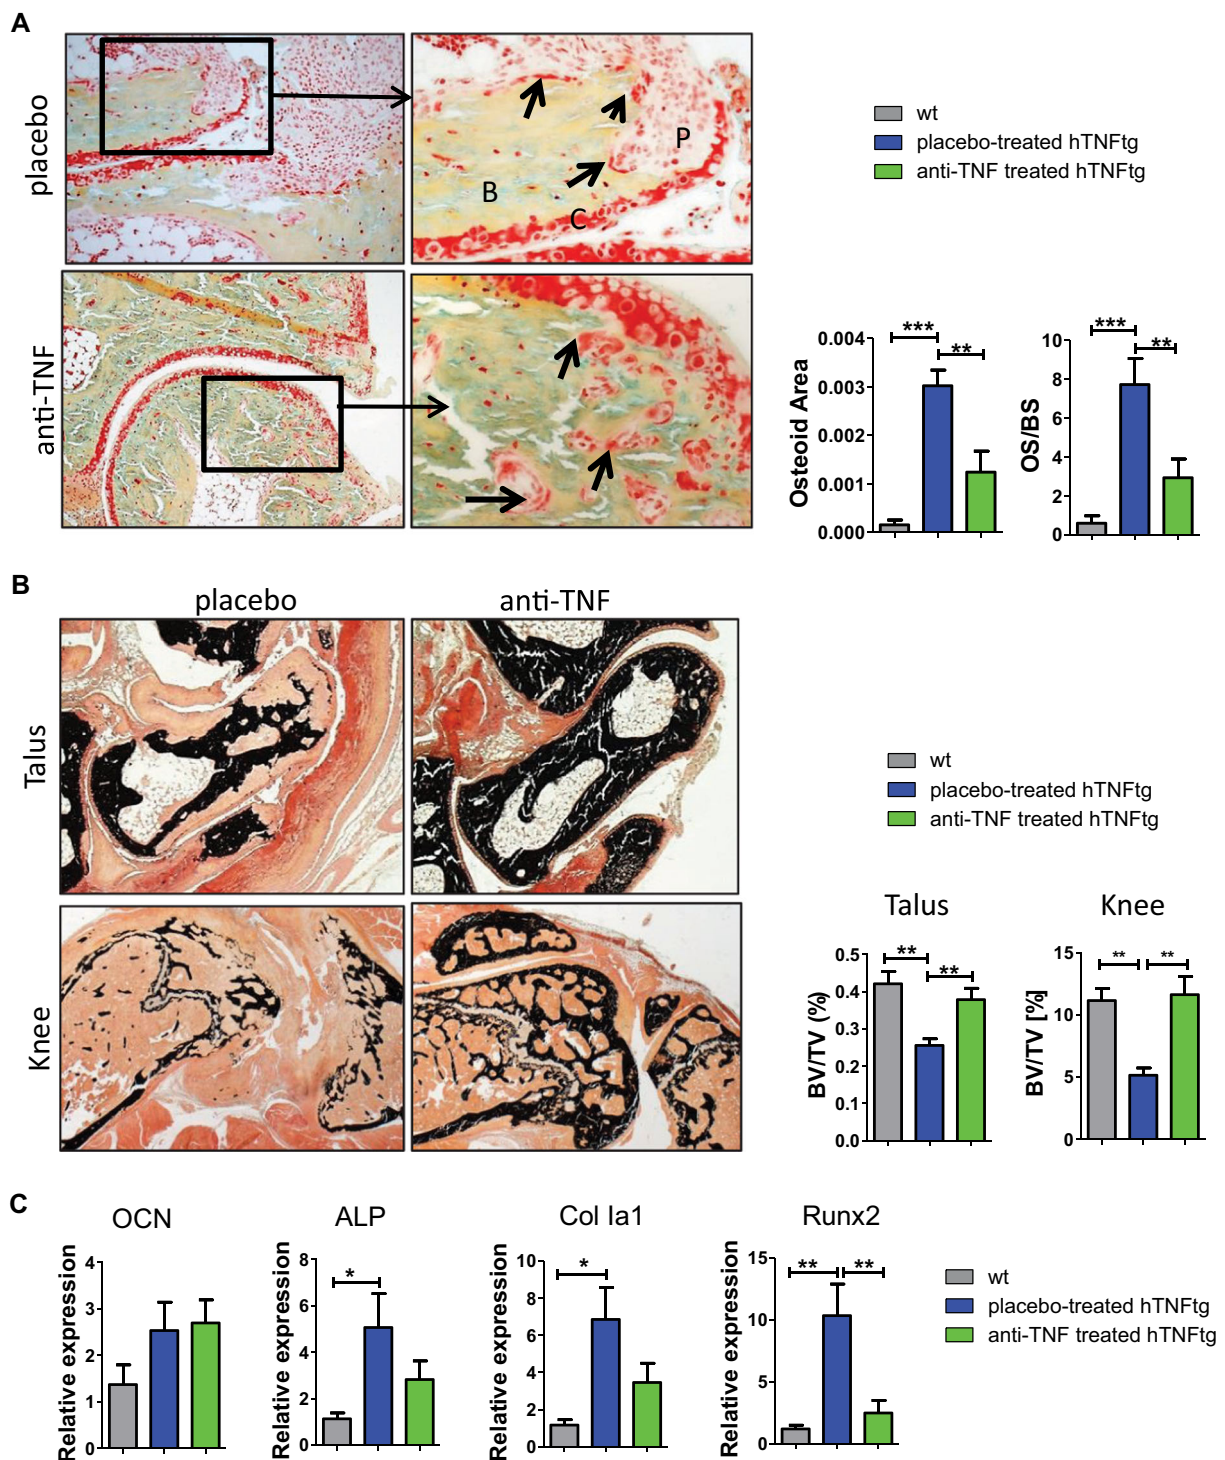 A
placebo
anti-TNF
B
C
P
wt
placebo-treated hTNFtg
anti-TNF treated hTNFtg
Osteoid Area
0.004
0.003
0.002
0.001
0.000
***
**
OS/BS
10
8
6
4
2
0
***
**
B
placebo
anti-TNF
Talus
Knee
wt
placebo-treated hTNFtg
anti-TNF treated hTNFtg
Talus
BV/TV (%)
0.5
0.4
0.3
0.2
0.1
0.0
**
**
Knee
BV/TV [%]
15
10
5
0
**
**
C
OCN
Relative expression
4
3
2
1
0
ALP
Relative expression
8
6
4
2
0
*
Col Ia1
Relative expression
10
8
6
4
2
0
*
Runx2
Relative expression
15
10
5
0
**
**
wt
placebo-treated hTNFtg
anti-TNF treated hTNFtg